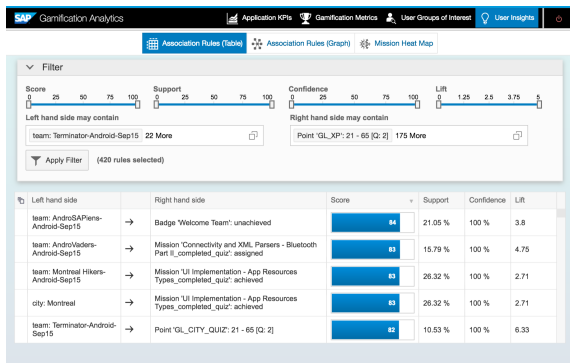 SAP Gamification Analytics
Application KPIs Gamification Metrics User Groups of Interest User Insights
Association Rules (Table) Association Rules (Graph) Mission Heat Map
Filter
Score Support Confidence Lift
0 25 50 75 100 0 25 50 75 100 0 25 50 75 100 0 1.25 2.5 3.75 5
Left hand side may contain Right hand side may contain
team: Terminator-Android-Sep15 22 More Point 'GL_XP': 21 - 65 [Q: 2] 175 More
Apply Filter (420 rules selected)
Left hand side Right hand side Score Support Confidence Lift
team: AndroSAPiens-
Android-Sep15 → Badge 'Welcome Team': unachieved 84 21.05 % 100 % 3.8
team: AndroVaders- Mission 'Connectivity and XML Parsers - Bluetooth
Android-Sep15 → Part II_completed_quiz': assigned 83 15.79 % 100 % 4.75
team: Montreal Hikers- Mission 'UI Implementation - App Resources
Android-Sep15 → Types_completed_quiz': achieved 83 26.32 % 100 % 2.71
city: Montreal → Mission 'UI Implementation - App Resources
Types_completed_quiz': achieved 83 26.32 % 100 % 2.71
team: Terminator-Android-
Sep15 → Point 'GL_CITY_QUIZ': 21 - 65 [Q: 2] 82 10.53 % 100 % 6.33